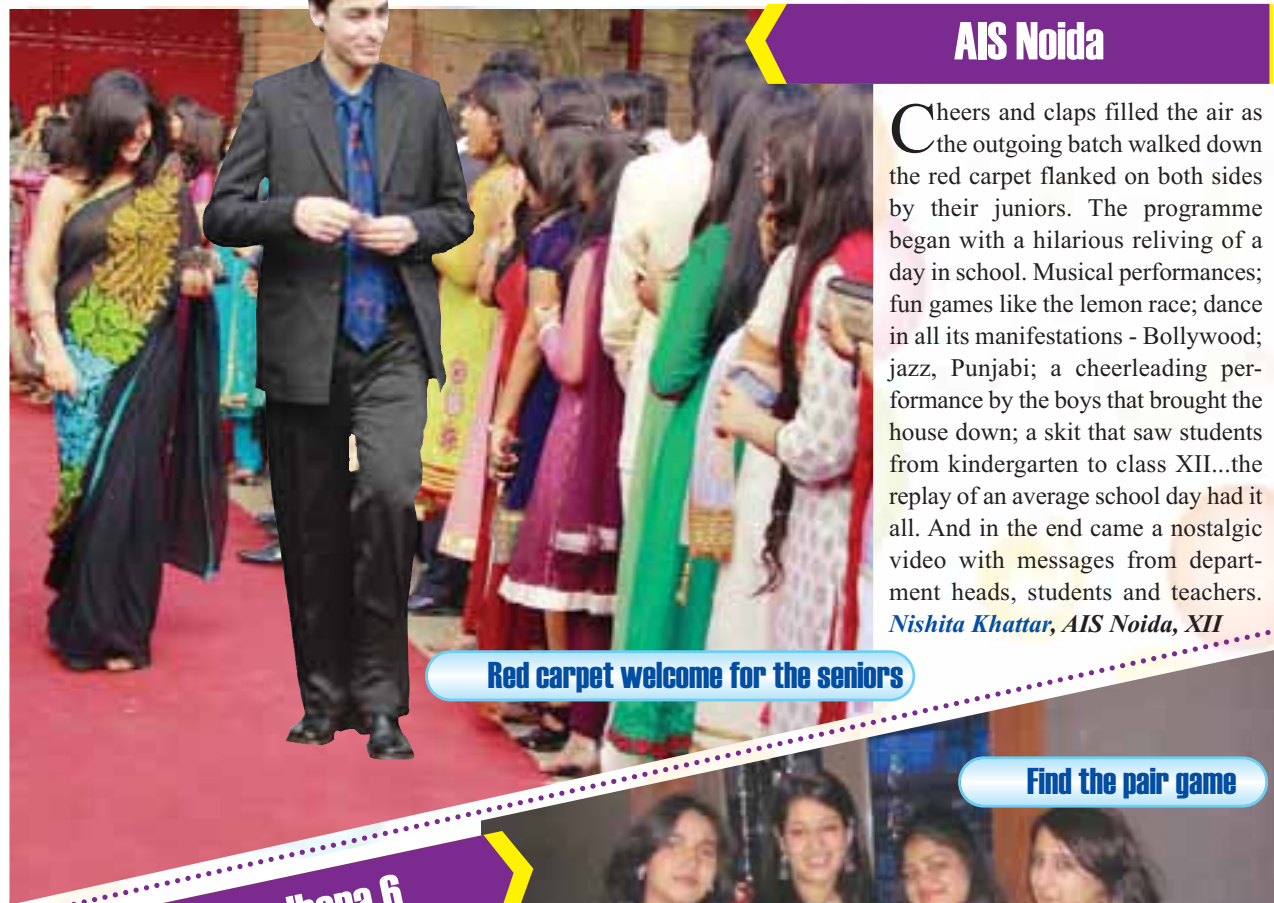 AIS Noida
Cheers and claps filled the air as
the outgoing batch walked down
the red carpet flanked on both sides
by their juniors. The programme
began with a hilarious reliving of a
day in school. Musical performances;
fun games like the lemon race; dance
in all its manifestations - Bollywood;
jazz, Punjabi; a cheerleading per-
formance by the boys that brought the
house down; a skit that saw students
from kindergarten to class XII...the
replay of an average school day had it
all. And in the end came a nostalgic
video with messages from depart-
ment heads, students and teachers.
Nishita Khattar, AIS Noida, XII
Red carpet welcome for the seniors
Find the pair game
6